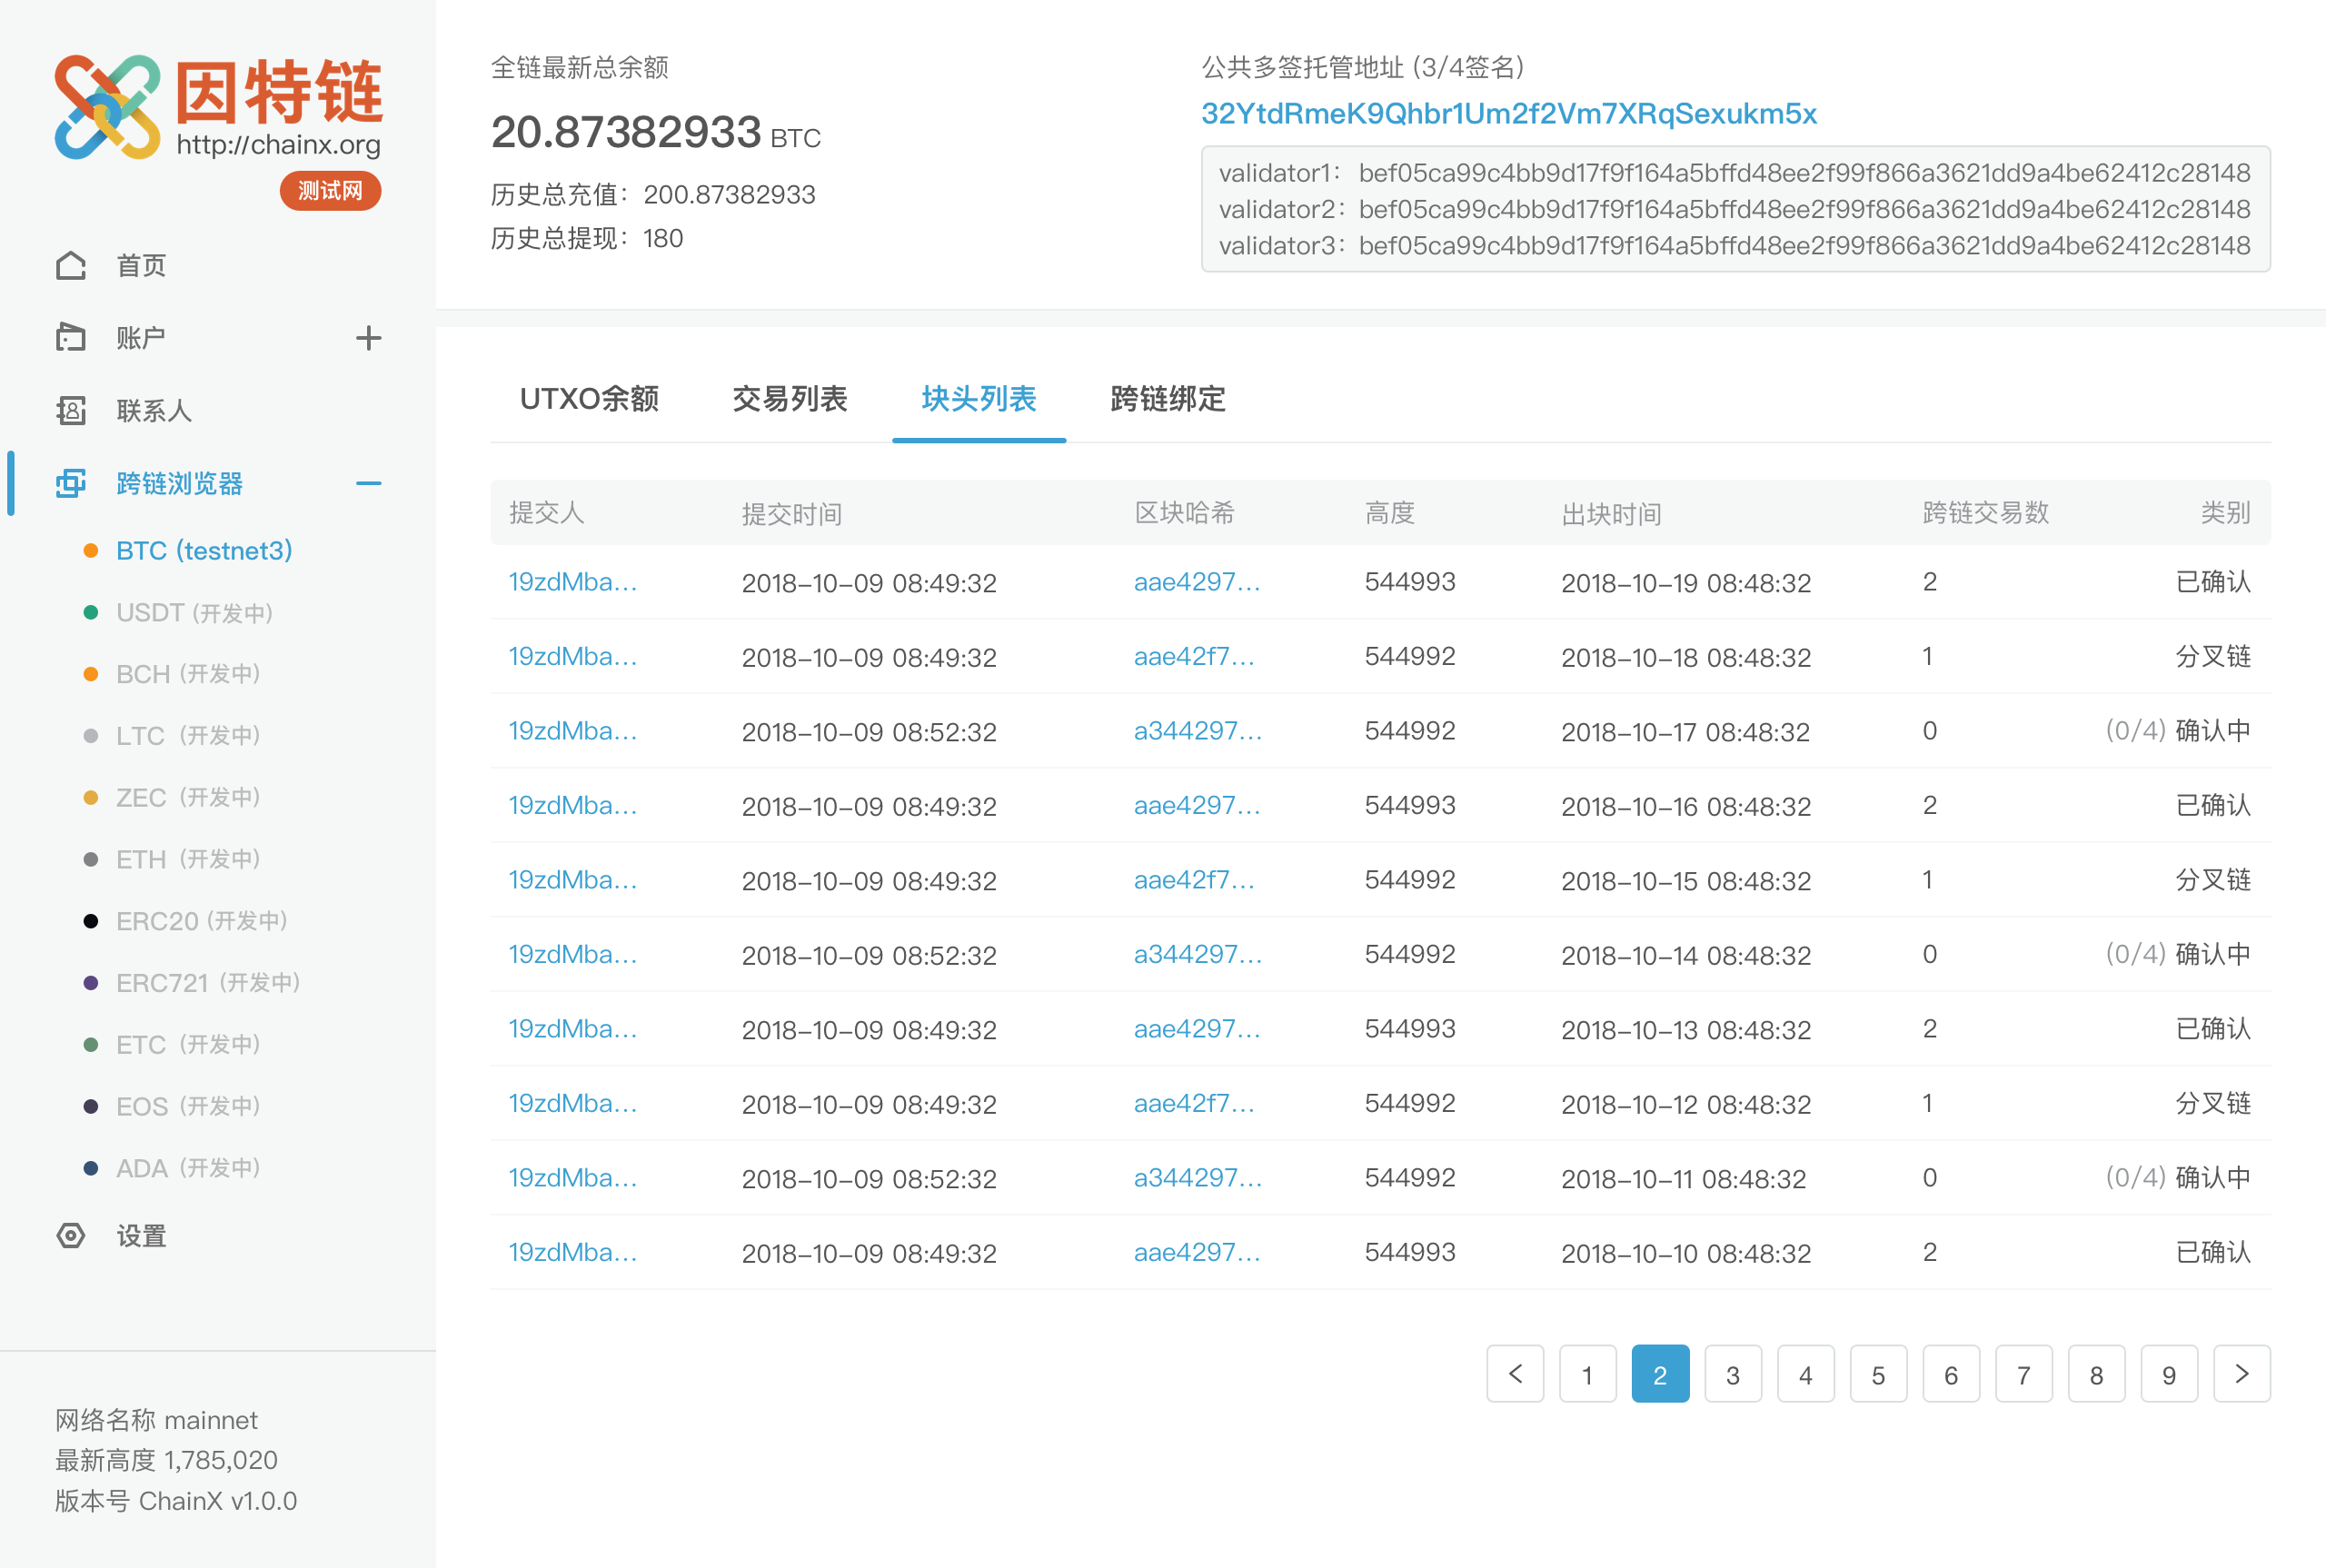 因特链
http://chainx.org
测试网
首页
账户
联系人
跨链浏览器
BTC (testnet3)
USDT (开发中)
BCH (开发中)
LTC (开发中)
ZEC (开发中)
ETH (开发中)
ERC20 (开发中)
ERC721 (开发中)
ETC (开发中)
EOS (开发中)
ADA (开发中)
设置
网络名称 mainnet
最新高度 1,785,020
版本号 ChainX v1.0.0
全链最新总余额
20.87382933 BTC
历史总充值：200.87382933
历史总提现：180
公共多签托管地址 (3/4签名)
32YtdRmeK9Qhbr1Um2f2Vm7XRqSexukm5x
validator1：bef05ca99c4bb9d17f9f164a5bffd48ee2f99f866a3621dd9a4be62412c28148
validator2：bef05ca99c4bb9d17f9f164a5bffd48ee2f99f866a3621dd9a4be62412c28148
validator3：bef05ca99c4bb9d17f9f164a5bffd48ee2f99f866a3621dd9a4be62412c28148
UTXO余额 交易列表 块头列表 跨链绑定
提交人 提交时间 区块哈希 高度 出块时间 跨链交易数 类别
19zdMba... 2018-10-09 08:49:32 aae4297... 544993 2018-10-19 08:48:32 2 已确认
19zdMba... 2018-10-09 08:49:32 aae42f7... 544992 2018-10-18 08:48:32 1 分叉链
19zdMba... 2018-10-09 08:52:32 a344297... 544992 2018-10-17 08:48:32 0 (0/4) 确认中
19zdMba... 2018-10-09 08:49:32 aae4297... 544993 2018-10-16 08:48:32 2 已确认
19zdMba... 2018-10-09 08:49:32 aae42f7... 544992 2018-10-15 08:48:32 1 分叉链
19zdMba... 2018-10-09 08:52:32 a344297... 544992 2018-10-14 08:48:32 0 (0/4) 确认中
19zdMba... 2018-10-09 08:49:32 aae4297... 544993 2018-10-13 08:48:32 2 已确认
19zdMba... 2018-10-09 08:49:32 aae42f7... 544992 2018-10-12 08:48:32 1 分叉链
19zdMba... 2018-10-09 08:52:32 a344297... 544992 2018-10-11 08:48:32 0 (0/4) 确认中
19zdMba... 2018-10-09 08:49:32 aae4297... 544993 2018-10-10 08:48:32 2 已确认
< 1 2 3 4 5 6 7 8 9 >